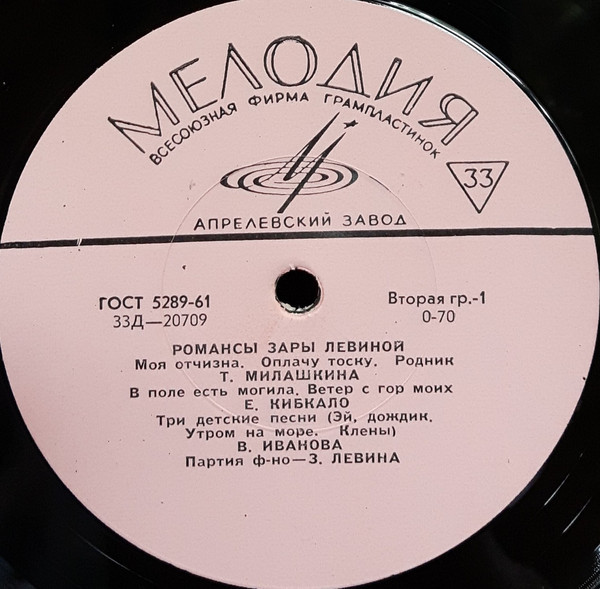 МЕЛОДИЯ
ВСЕСОЮЗНАЯ ФИРМА ГРАМПЛАСТИНОК
33
АПРЕЛЕВСКИЙ ЗАВОД
ГОСТ 5289-61
33Д—20709
Вторая гр.-1
0-70
РОМАНСЫ ЗАРЫ ЛЕВИНОЙ
Моя отчизна. Оплачу тоску. Родник
Т. МИЛАШКИНА
В поле есть могила. Ветер с гор моих
Е. КИБКАЛО
Три детские песни (Эй, дождик.
Утром на море. Клены)
В. ИВАНОВА
Партия ф-но—З. ЛЕВИНА